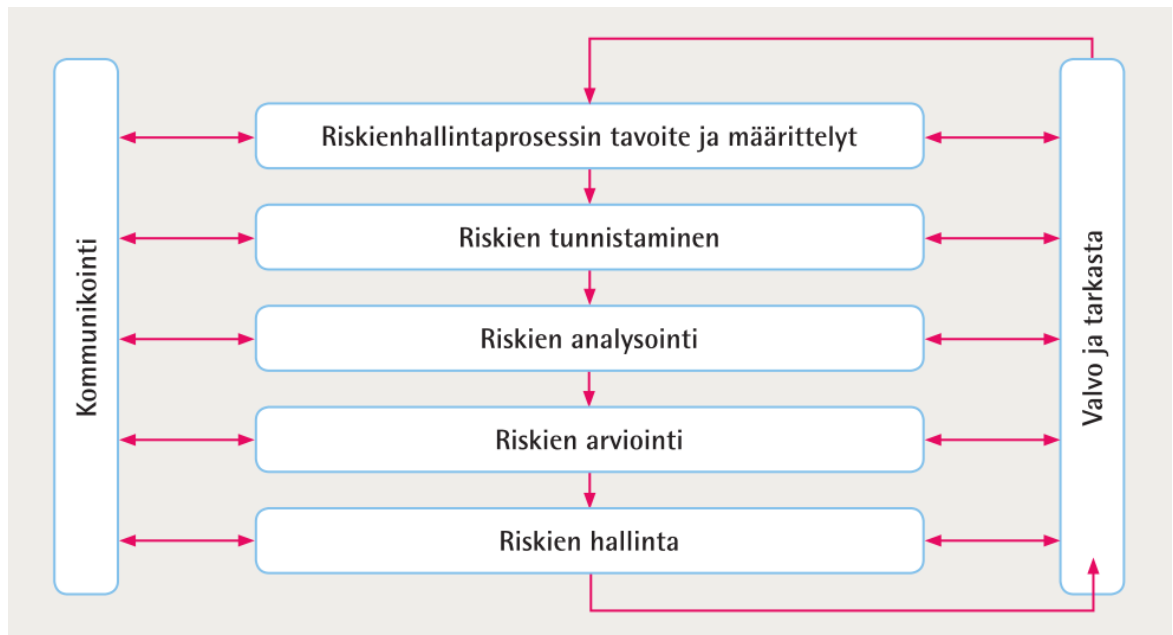 Kommunikointi
Riskienhallintaprosessin tavoite ja määrittelyt
Riskien tunnistaminen
Riskien analysointi
Riskien arviointi
Riskien hallinta
Valvo ja tarkasta